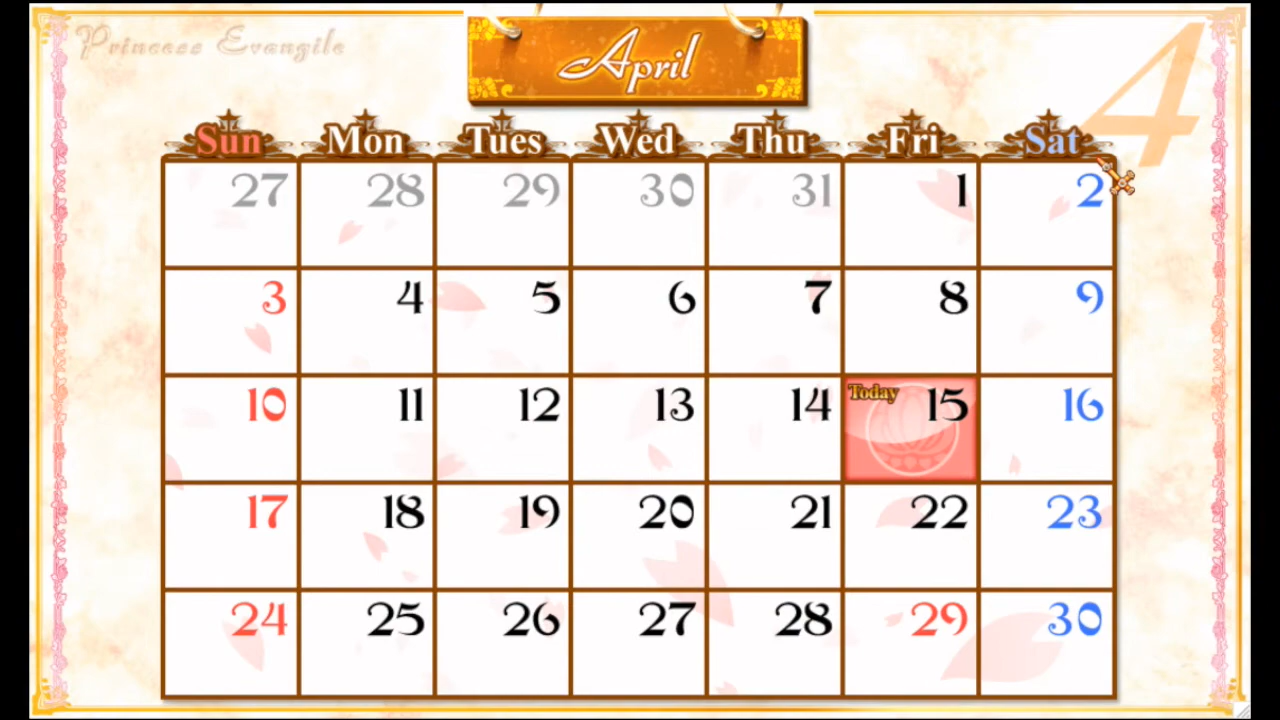 Princess Evangile
April
4
Sun Mon Tues Wed Thu Fri Sat
27 28 29 30 31 1 2
3 4 5 6 7 8 9
10 11 12 13 14 Today 15 16
17 18 19 20 21 22 23
24 25 26 27 28 29 30